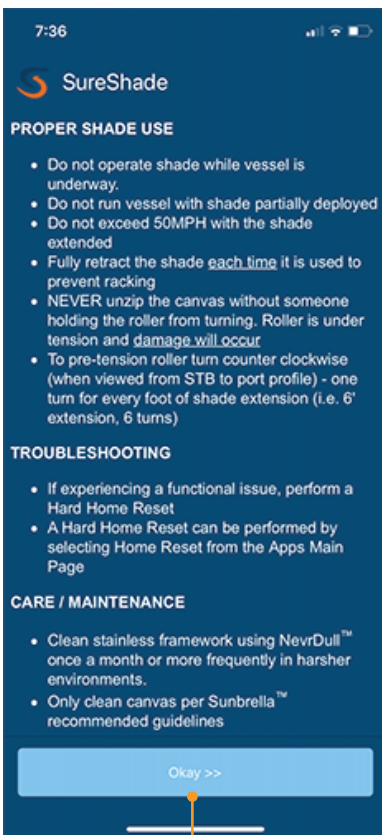 7:36
SureShade
PROPER SHADE USE
• Do not operate shade while vessel is
underway.
• Do not run vessel with shade partially deployed
• Do not exceed 50MPH with the shade
extended
• Fully retract the shade each time it is used to
prevent racking
• NEVER unzip the canvas without someone
holding the roller from turning. Roller is under
tension and damage will occur
• To pre-tension roller turn counter clockwise
(when viewed from STB to port profile) - one
turn for every foot of shade extension (i.e. 6'
extension, 6 turns)
TROUBLESHOOTING
• If experiencing a functional issue, perform a
Hard Home Reset
• A Hard Home Reset can be performed by
selecting Home Reset from the Apps Main
Page
CARE / MAINTENANCE
• Clean stainless framework using NevrDull™
once a month or more frequently in harsher
environments.
• Only clean canvas per Sunbrella™
recommended guidelines
Okay >>